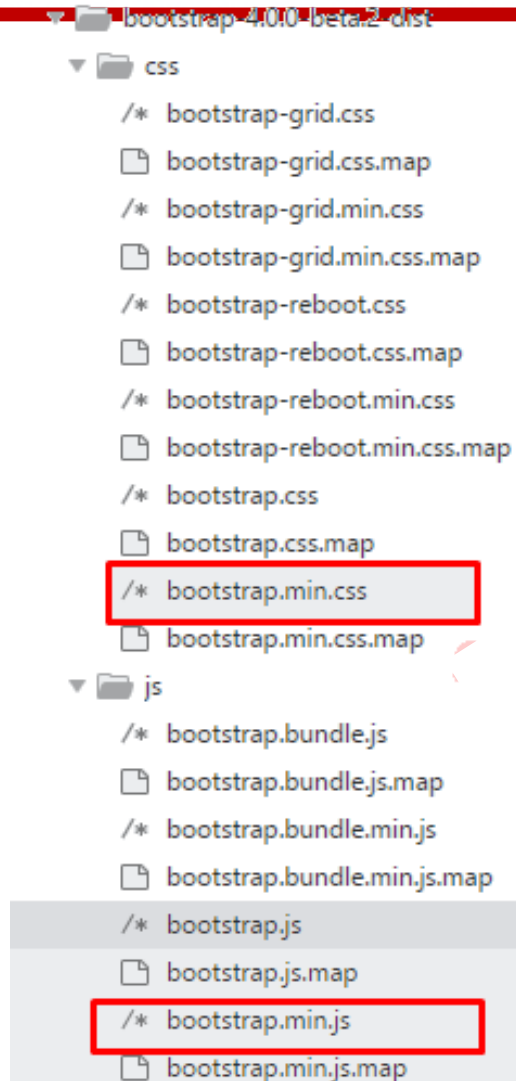 bootstrap-4.0.0-beta.2-dist
css
/* bootstrap-grid.css
bootstrap-grid.css.map
/* bootstrap-grid.min.css
bootstrap-grid.min.css.map
/* bootstrap-reboot.css
bootstrap-reboot.css.map
/* bootstrap-reboot.min.css
bootstrap-reboot.min.css.map
/* bootstrap.css
bootstrap.css.map
/* bootstrap.min.css
bootstrap.min.css.map
js
/* bootstrap.bundle.js
bootstrap.bundle.js.map
/* bootstrap.bundle.min.js
bootstrap.bundle.min.js.map
/* bootstrap.js
bootstrap.js.map
/* bootstrap.min.js
bootstrap.min.js.map